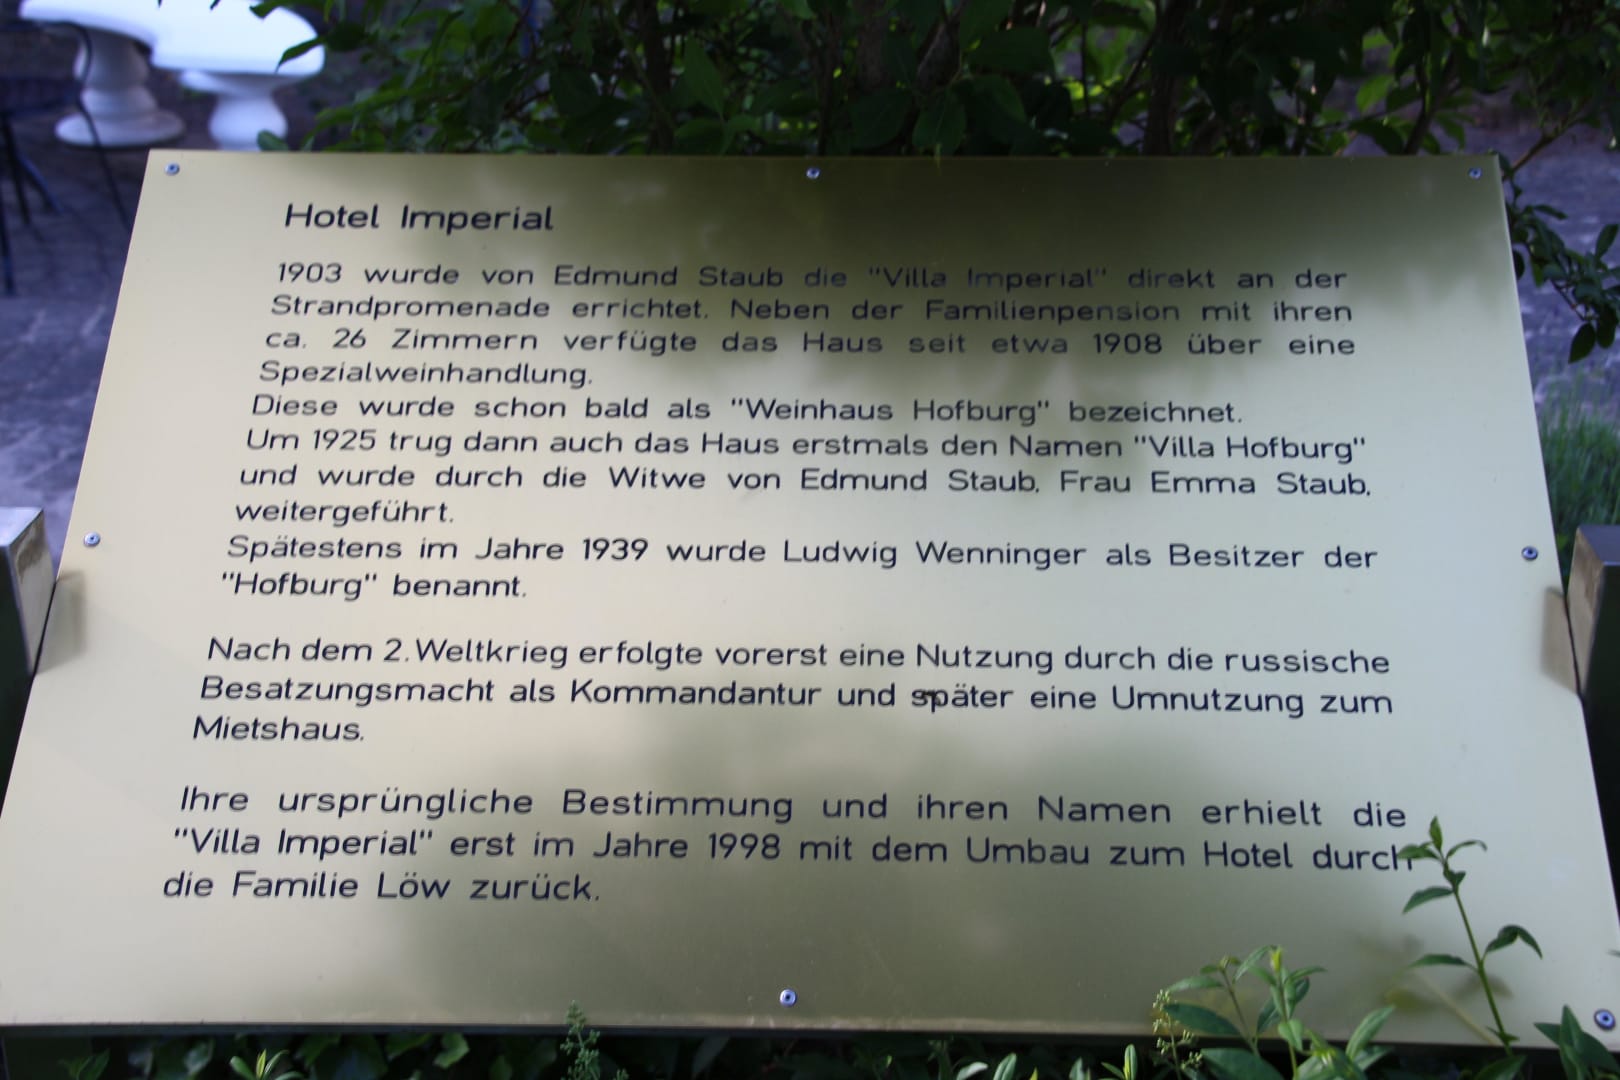 Hotel Imperial
1903 wurde von Edmund Staub die "Villa Imperial" direkt an der
Strandpromenade errichtet. Neben der Familienpension mit ihren
ca. 26 Zimmern verfügte das Haus seit etwa 1908 über eine
Spezialweinhandlung.
Diese wurde schon bald als "Weinhaus Hofburg" bezeichnet.
Um 1925 trug dann auch das Haus erstmals den Namen "Villa Hofburg"
und wurde durch die Witwe von Edmund Staub, Frau Emma Staub,
weitergeführt.
Spätestens im Jahre 1939 wurde Ludwig Wenninger als Besitzer der
"Hofburg" benannt.
Nach dem 2. Weltkrieg erfolgte vorerst eine Nutzung durch die russische
Besatzungsmacht als Kommandantur und später eine Umnutzung zum
Mietshaus.
Ihre ursprüngliche Bestimmung und ihren Namen erhielt die
"Villa Imperial" erst im Jahre 1998 mit dem Umbau zum Hotel durch
die Familie Löw zurück.